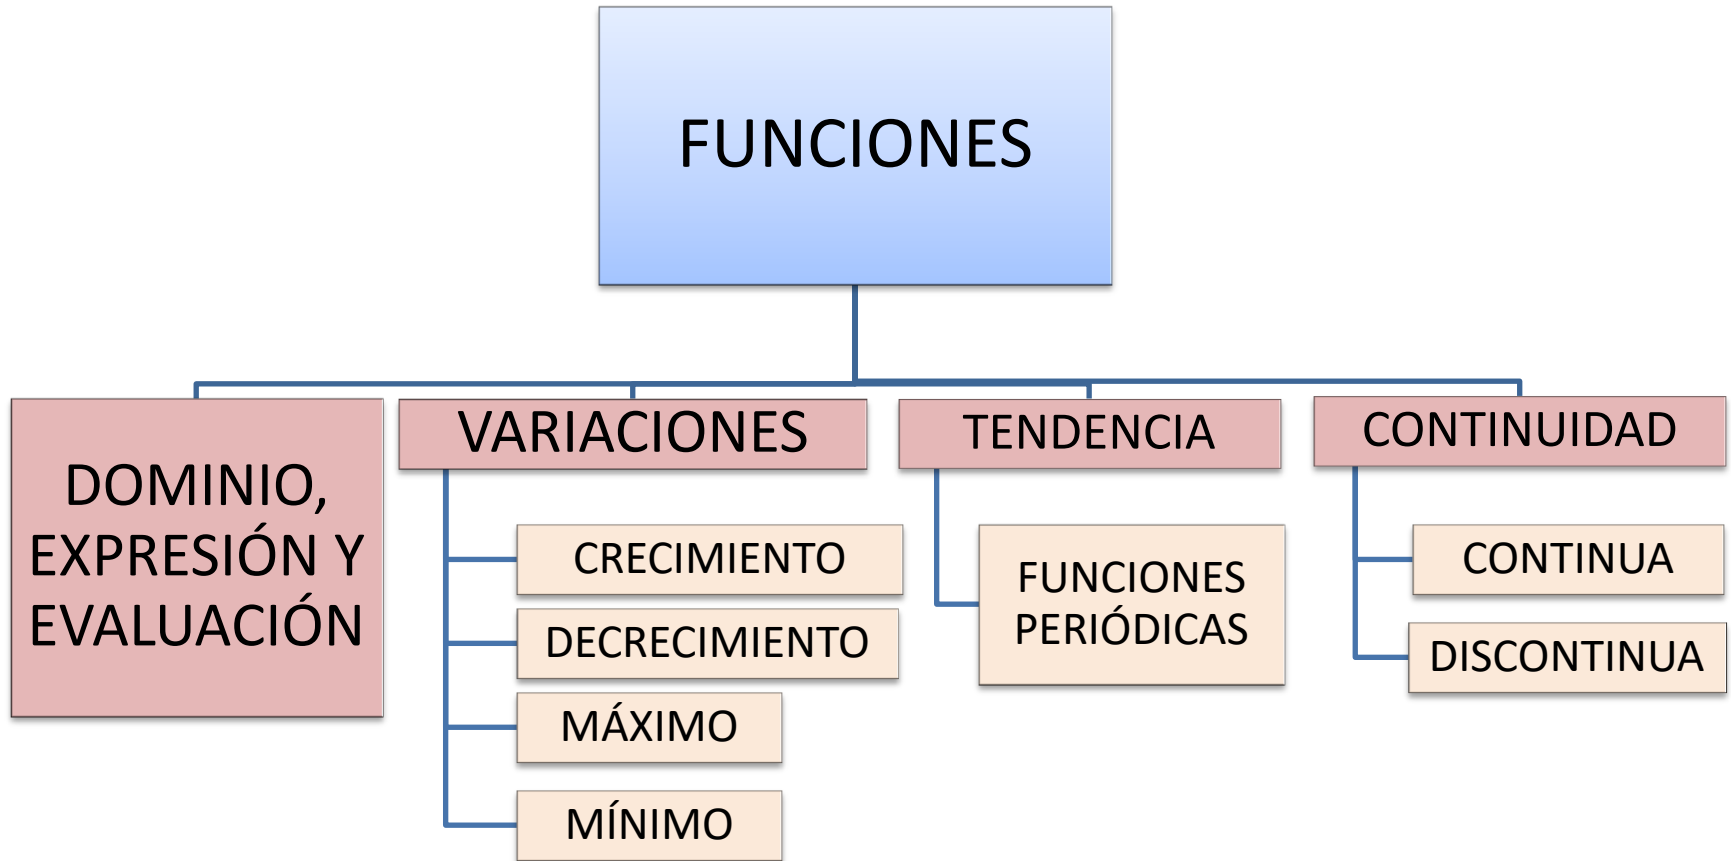 FUNCIONES
DOMINIO,
EXPRESIÓN Y
EVALUACIÓN
VARIACIONES
CRECIMIENTO
DECRECIMIENTO
MÁXIMO
MÍNIMO
TENDENCIA
FUNCIONES
PERIÓDICAS
CONTINUIDAD
CONTINUA
DISCONTINUA